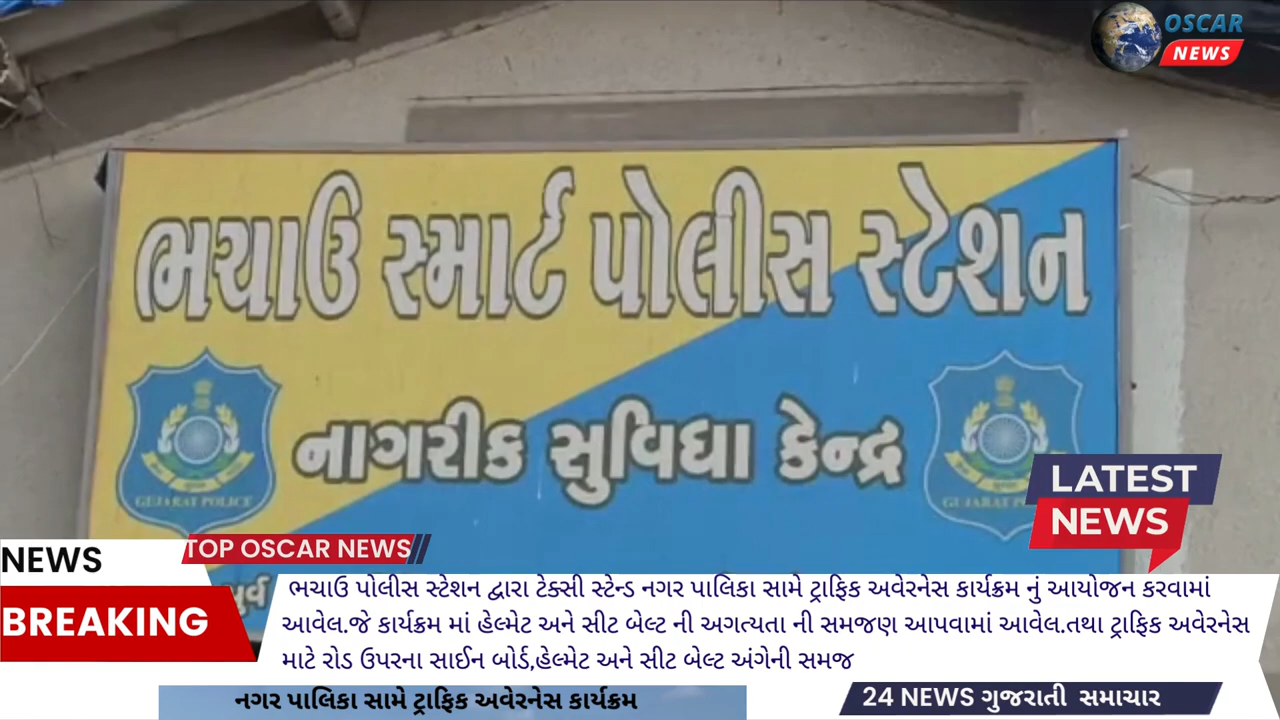 OSCAR
NEWS
ભચાઉ સ્માર્ટ પોલીસ સ્ટેશન
નાગરીક સુવિધા કેન્દ્ર
GUJARAT POLICE
LATEST
NEWS
NEWS
TOP OSCAR NEWS
BREAKING
ભચાઉ પોલીસ સ્ટેશન દ્વારા ટેક્સી સ્ટેન્ડ નગર પાલિકા સામે ટ્રાફિક અવેરનેસ કાર્યક્રમ નું આયોજન કરવામાં
આવેલ.જે કાર્યક્રમ માં હેલ્મેટ અને સીટ બેલ્ટ ની અગત્યતા ની સમજણ આપવામાં આવેલ.તથા ટ્રાફિક અવેરનેસ
માટે રોડ ઉપરના સાઈન બોર્ડ,હેલ્મેટ અને સીટ બેલ્ટ અંગેની સમજ
નગર પાલિકા સામે ટ્રાફિક અવેરનેસ કાર્યક્રમ
24 NEWS ગુજરાતી સમાચાર